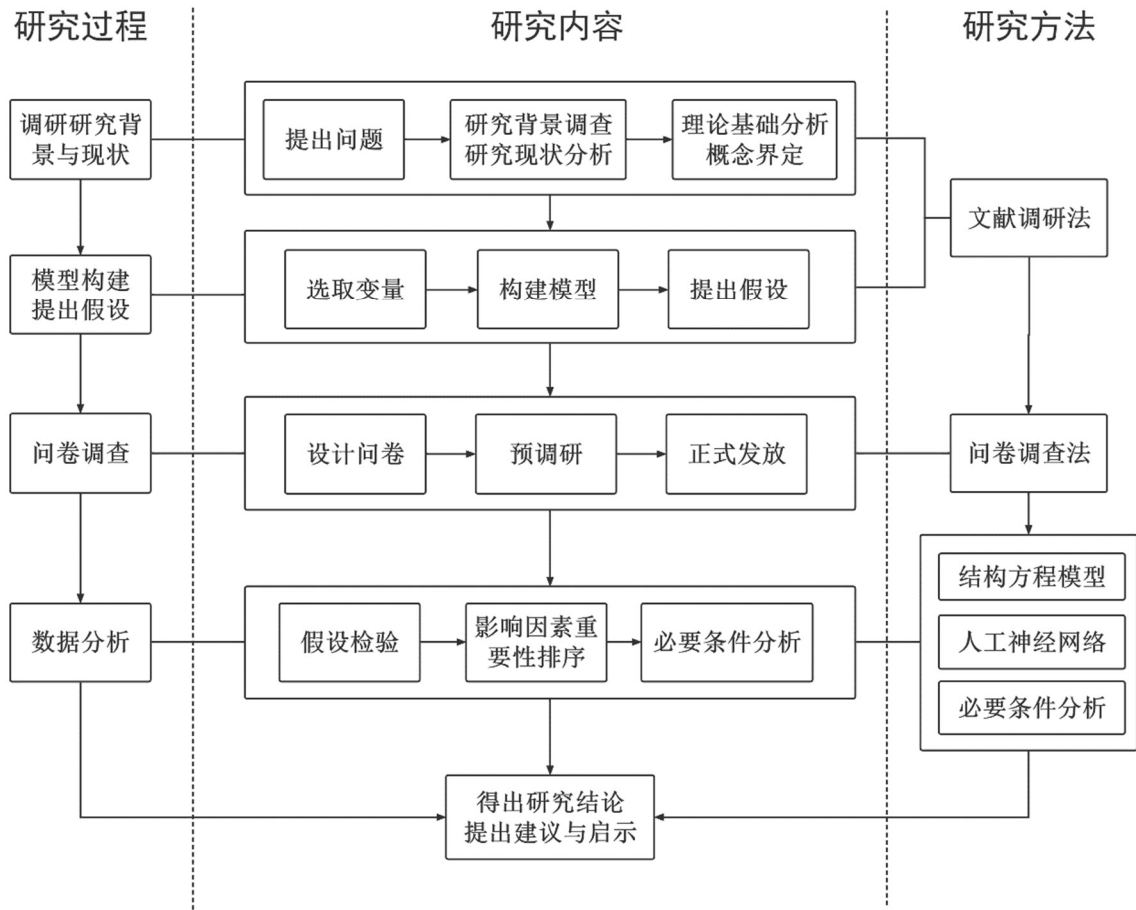 研究过程
研究内容
研究方法
调研研究背
景与现状
提出问题
研究背景调查
研究现状分析
理论基础分析
概念界定
文献调研法
模型构建
提出假设
选取变量
构建模型
提出假设
问卷调查
设计问卷
预调研
正式发放
问卷调查法
数据分析
假设检验
影响因素重
要性排序
必要条件分析
结构方程模型
人工神经网络
必要条件分析
得出研究结论
提出建议与启示